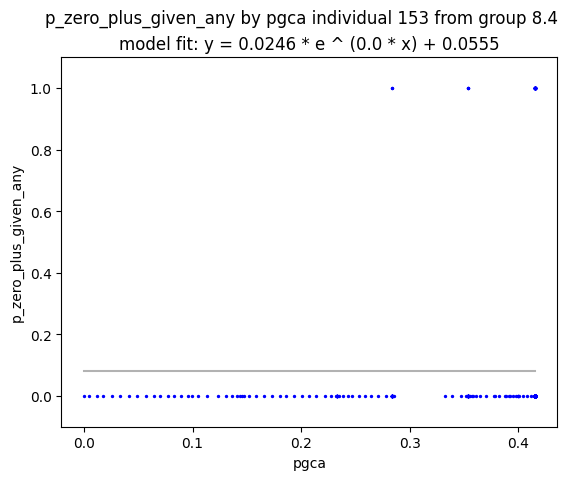 p_zero_plus_given_any by pgca individual 153 from group 8.4
model fit: y = 0.0246 * e ^ (0.0 * x) + 0.0555
1.0
0.8
0.6
0.4
0.2
0.0
p_zero_plus_given_any
0.0 0.1 0.2 0.3 0.4
pgca